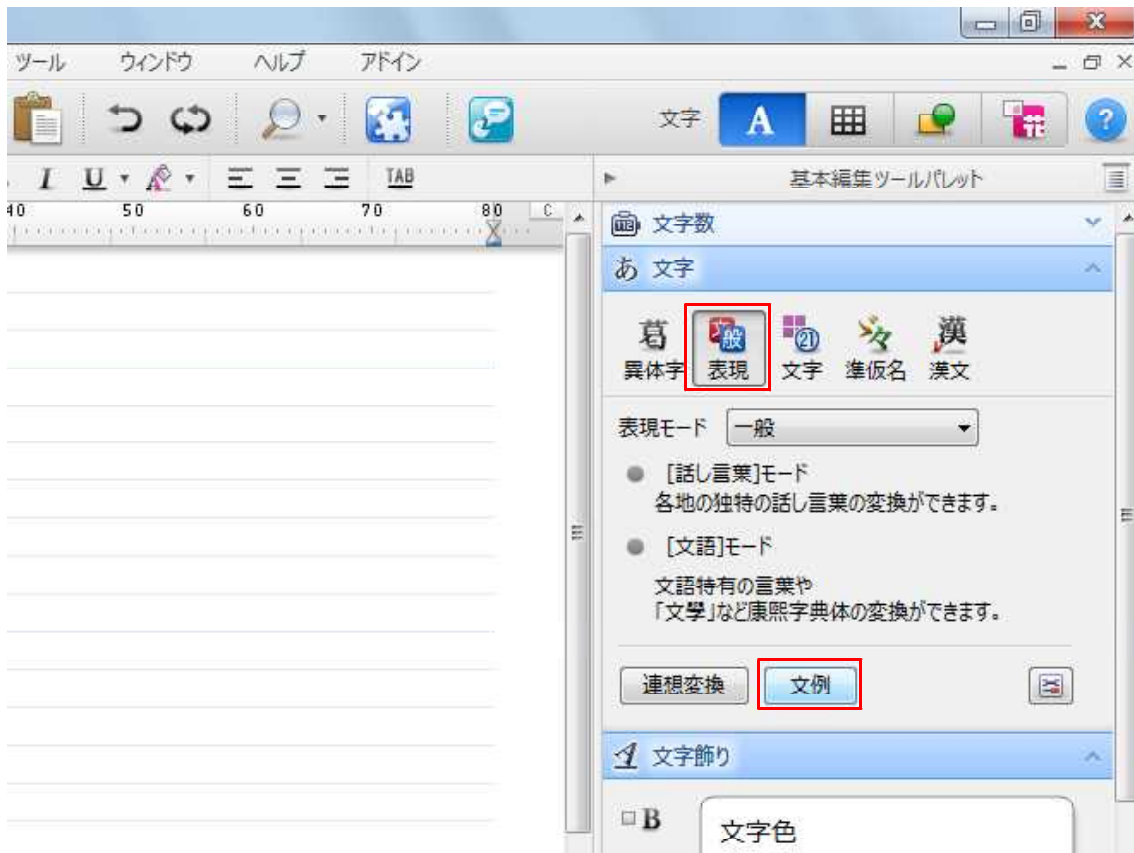 ツール ウィンドウ ヘルプ アドイン
文字 A
I U TAB
基本編集ツールパレット
40 50 60 70 80 C
文字数
あ 文字
葛 般 21 々 漢
異体字 表現 文字 準仮名 漢文
表現モード 一般
[話し言葉]モード
各地の独特の話し言葉の変換ができます。
[文語]モード
文語特有の言葉や
「文學」など康熙字典体の変換ができます。
連想変換 文例
A 文字飾り
B 文字色